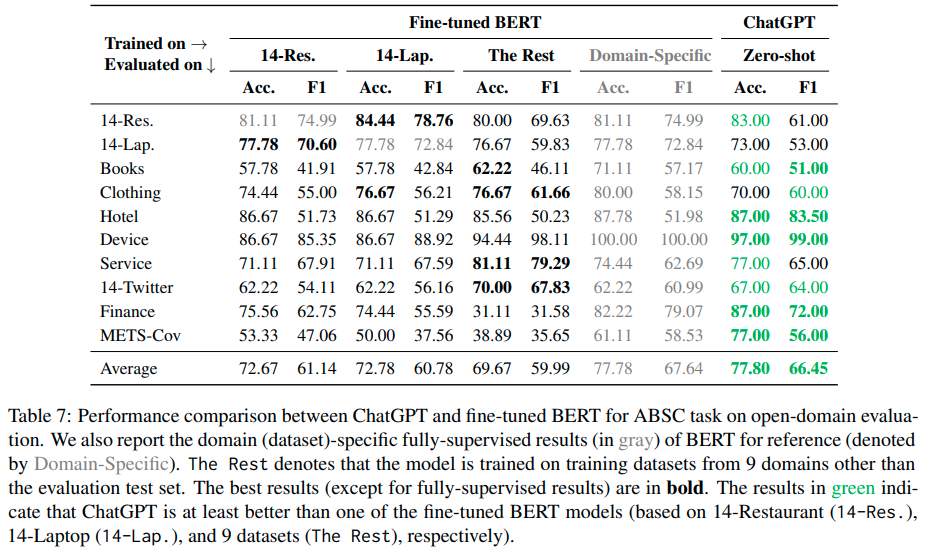 Fine-tuned BERT ChatGPT
Trained on →
Evaluated on ↓
14-Res. 14-Lap. The Rest Domain-Specific Zero-shot
Acc. F1 Acc. F1 Acc. F1 Acc. F1 Acc. F1
14-Res. 81.11 74.99 84.44 78.76 80.00 69.63 81.11 74.99 83.00 61.00
14-Lap. 77.78 70.60 77.78 72.84 76.67 59.83 77.78 72.84 73.00 53.00
Books 57.78 41.91 57.78 42.84 62.22 46.11 71.11 57.17 60.00 51.00
Clothing 74.44 55.00 76.67 56.21 76.67 61.66 80.00 58.15 70.00 60.00
Hotel 86.67 51.73 86.67 51.29 85.56 50.23 87.78 51.98 87.00 83.50
Device 86.67 85.35 86.67 88.92 94.44 98.11 100.00 100.00 97.00 99.00
Service 71.11 67.91 71.11 67.59 81.11 79.29 74.44 62.69 77.00 65.00
14-Twitter 62.22 54.11 62.22 56.16 70.00 67.83 62.22 60.99 67.00 64.00
Finance 75.56 62.75 74.44 55.59 31.11 31.58 82.22 79.07 87.00 72.00
METS-Cov 53.33 47.06 50.00 37.56 38.89 35.65 61.11 58.53 77.00 56.00
Average 72.67 61.14 72.78 60.78 69.67 59.99 77.78 67.64 77.80 66.45
Table 7: Performance comparison between ChatGPT and fine-tuned BERT for ABSC task on open-domain evalua-
tion. We also report the domain (dataset)-specific fully-supervised results (in gray) of BERT for reference (denoted
by Domain-Specific). The Rest denotes that the model is trained on training datasets from 9 domains other than
the evaluation test set. The best results (except for fully-supervised results) are in bold. The results in green indi-
cate that ChatGPT is at least better than one of the fine-tuned BERT models (based on 14-Restaurant (14-Res.),
14-Laptop (14-Lap.), and 9 datasets (The Rest), respectively).